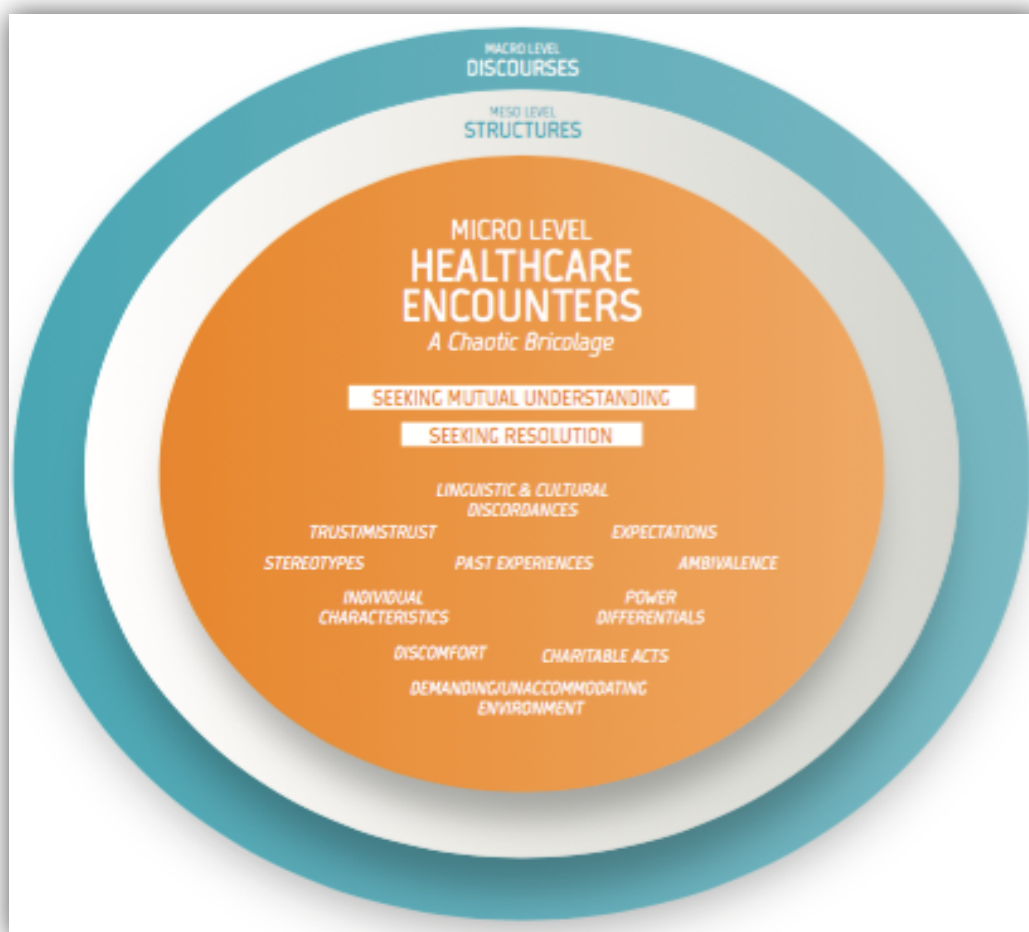 MACRO LEVEL
DISCOURSES
MESO LEVEL
STRUCTURES
MICRO LEVEL
HEALTHCARE
ENCOUNTERS
A Chaotic Bricolage
SEEKING MUTUAL UNDERSTANDING
SEEKING RESOLUTION
LINGUISTIC & CULTURAL
DISCORDANCES
TRUST/MISTRUST
EXPECTATIONS
STEREOTYPES
PAST EXPERIENCES
AMBIVALENCE
INDIVIDUAL
CHARACTERISTICS
POWER
DIFFERENTIALS
DISCOMFORT
CHARITABLE ACTS
DEMANDING/UNACCOMMODATING
ENVIRONMENT